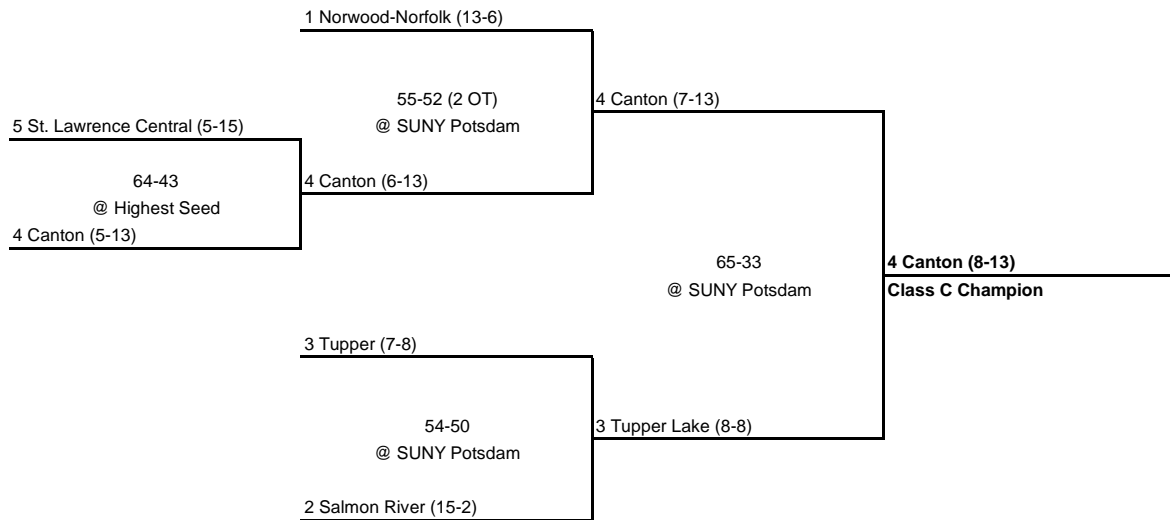 1 Norwood-Norfolk (13-6)
55-52 (2 OT)
@ SUNY Potsdam
4 Canton (7-13)
5 St. Lawrence Central (5-15)
64-43
@ Highest Seed
4 Canton (6-13)
4 Canton (5-13)
65-33
@ SUNY Potsdam
4 Canton (8-13)
Class C Champion
3 Tupper (7-8)
54-50
@ SUNY Potsdam
3 Tupper Lake (8-8)
2 Salmon River (15-2)